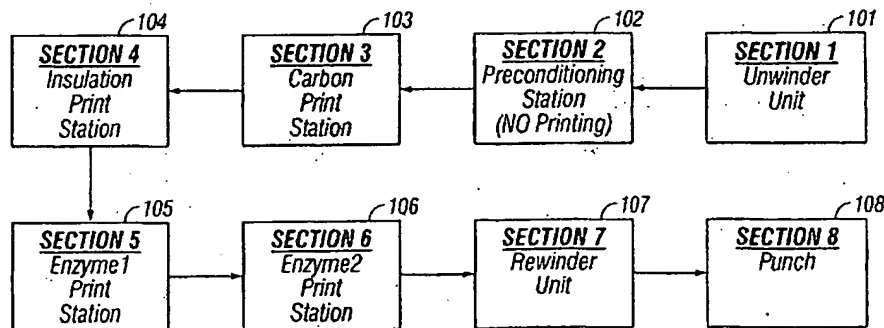 104
SECTION 4
Insulation
Print
Station
103
SECTION 3
Carbon
Print
Station
102
SECTION 2
Preconditioning
Station
(NO Printing)
101
SECTION 1
Unwinder
Unit
105
SECTION 5
Enzyme1
Print
Station
106
SECTION 6
Enzyme2
Print
Station
107
SECTION 7
Rewinder
Unit
108
SECTION 8
Punch